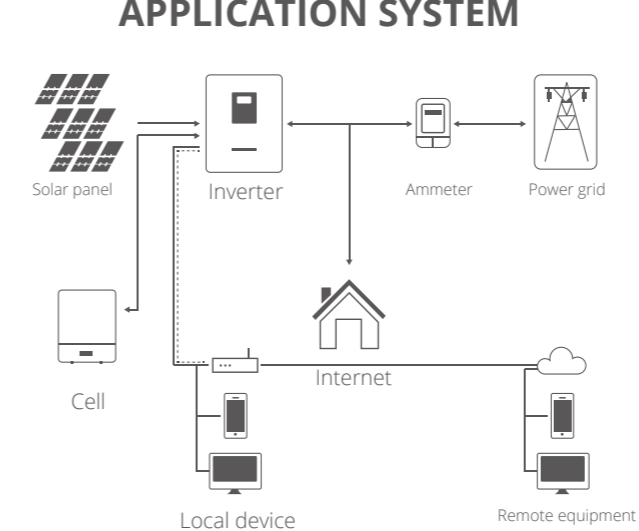 APPLICATION SYSTEM
Solar panel
Inverter
Ammeter
Power grid
Internet
Cell
Local device
Remote equipment